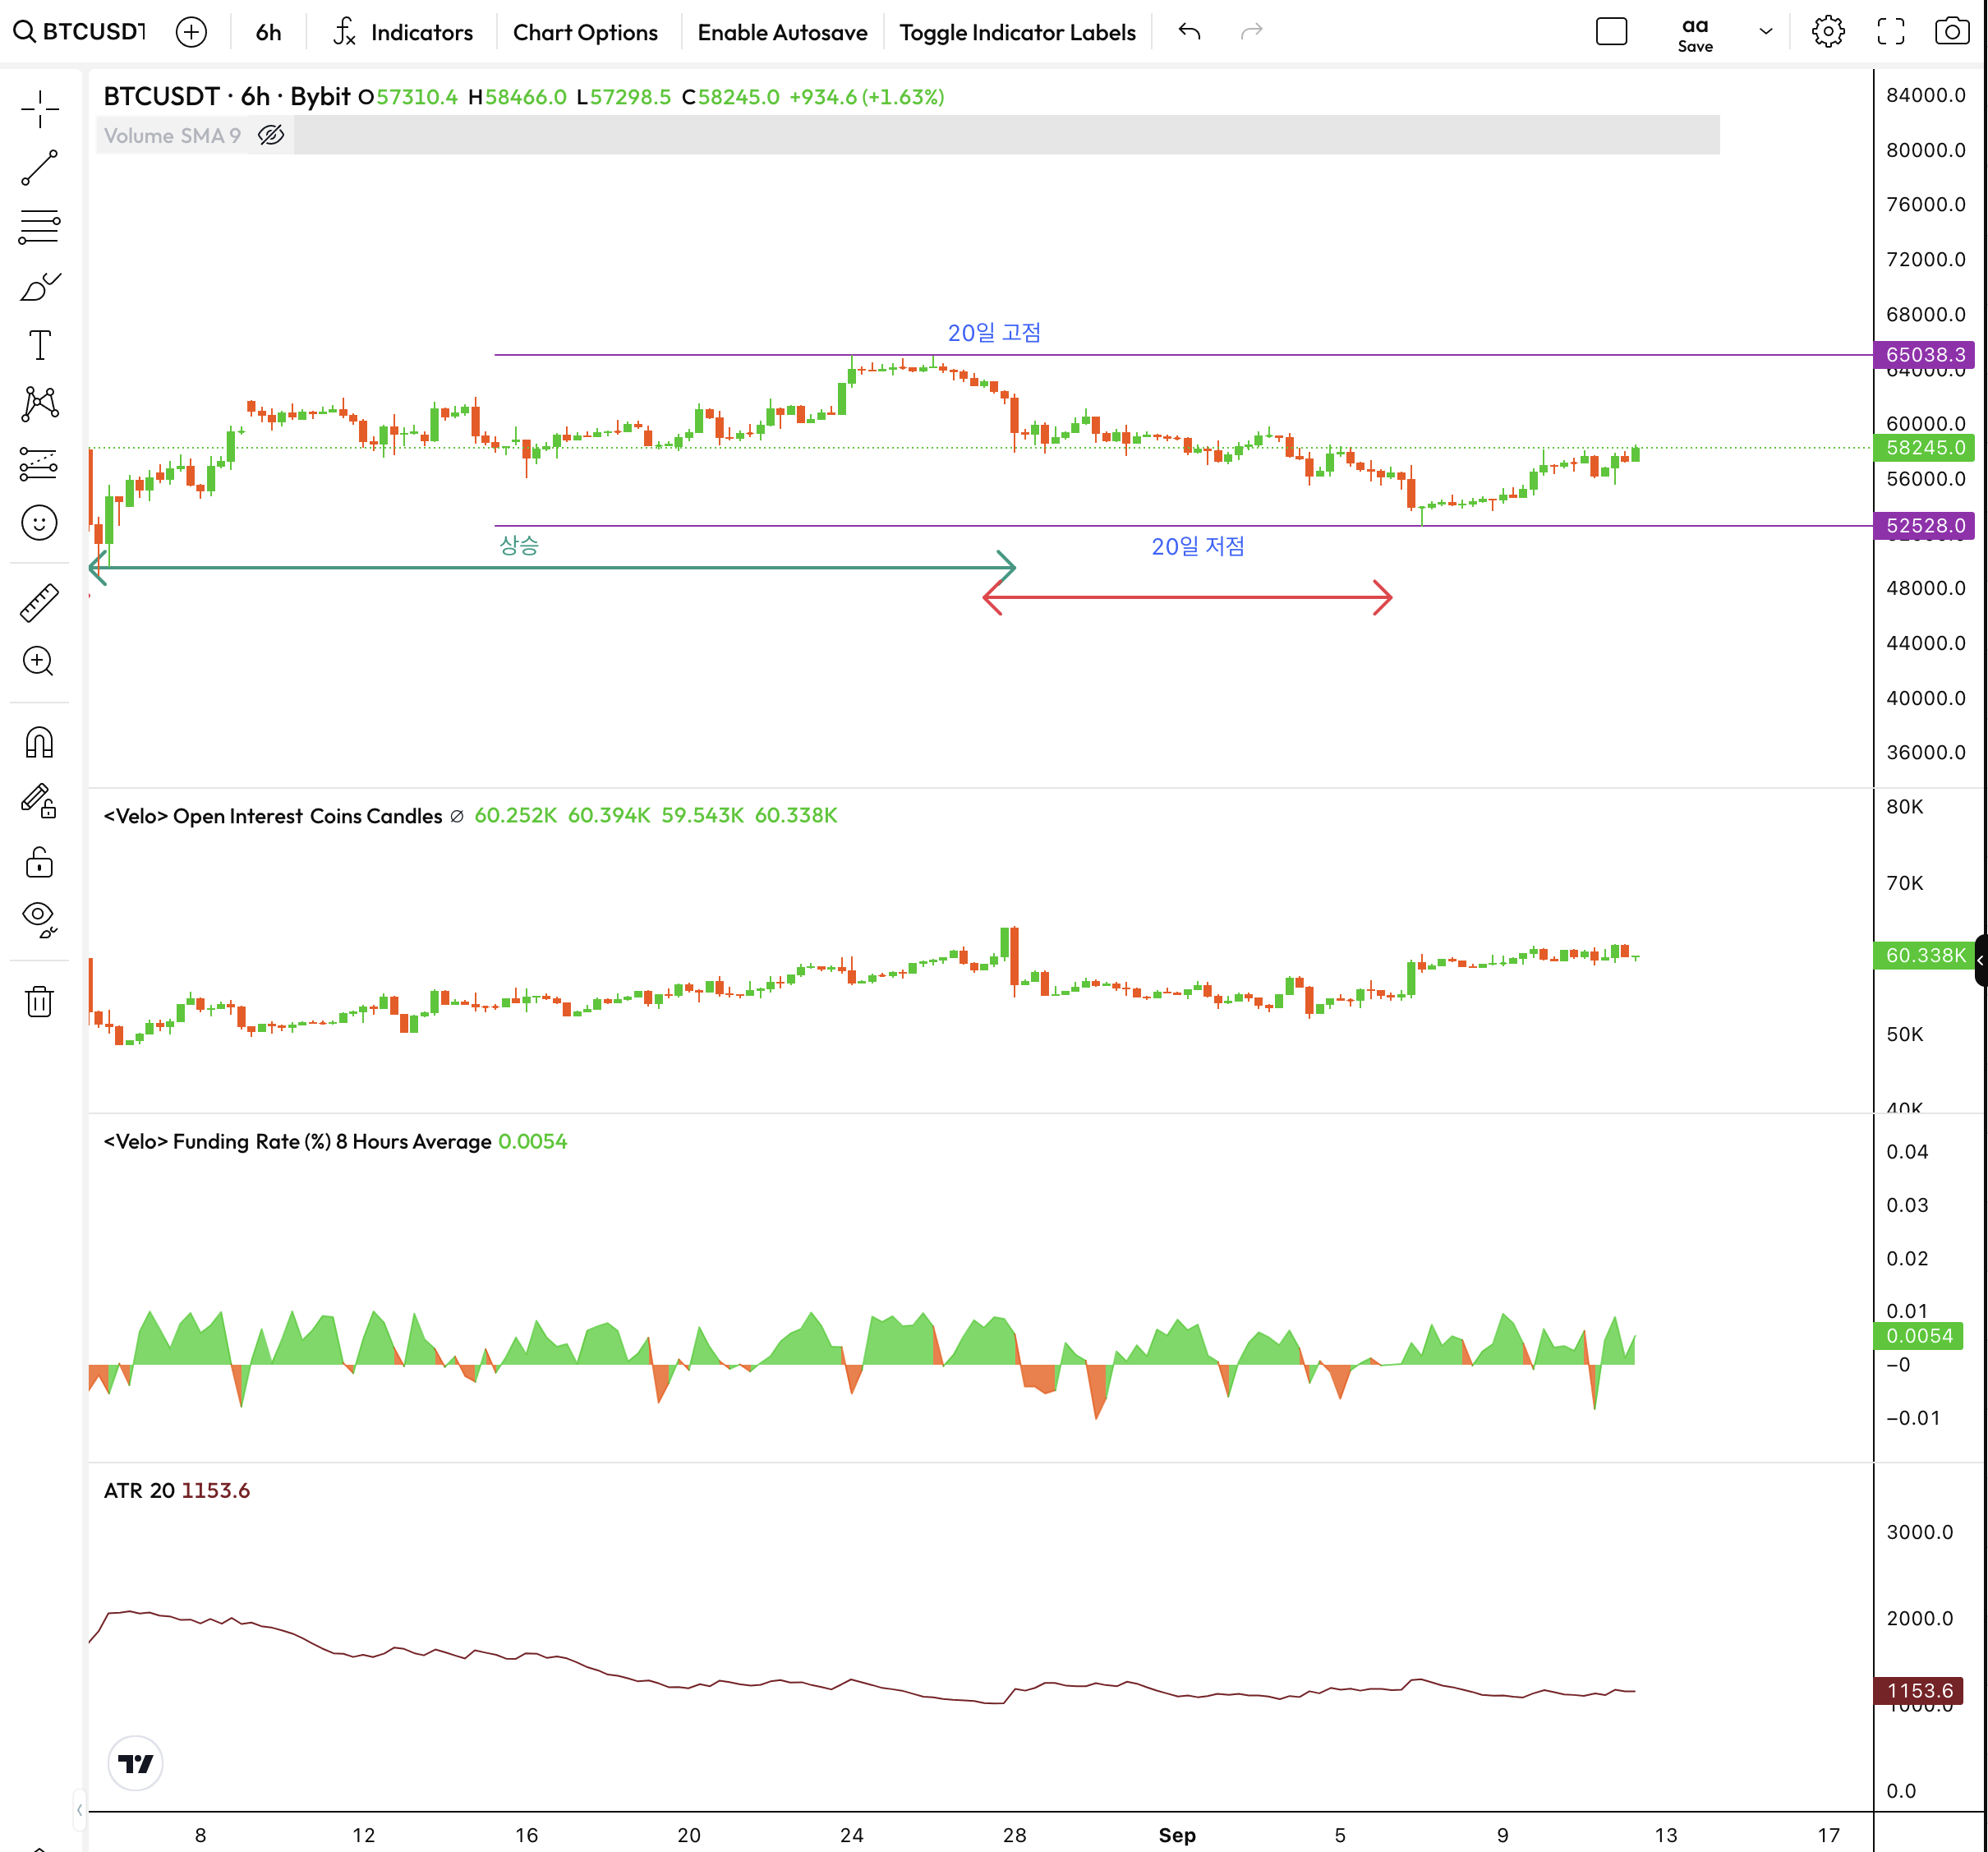 BTCUSDT
6h
Indicators
Chart Options
Enable Autosave
Toggle Indicator Labels
aa
Save
BTCUSDT · 6h · Bybit O57310.4 H58466.0 L57298.5 C58245.0 +934.6 (+1.63%)
Volume SMA 9
84000.0
80000.0
76000.0
72000.0
68000.0
20일 고점
65038.3
64000.0
60000.0
58245.0
56000.0
52528.0
상승
20일 저점
48000.0
44000.0
40000.0
36000.0
<Velo> Open Interest Coins Candles ∅ 60.252K 60.394K 59.543K 60.338K
80K
70K
60.338K
50K
40K
<Velo> Funding Rate (%) 8 Hours Average 0.0054
0.04
0.03
0.02
0.01
0.0054
−0
−0.01
ATR 20 1153.6
3000.0
2000.0
1153.6
1000.0
0.0
8 12 16 20 24 28 Sep 5 9 13 17